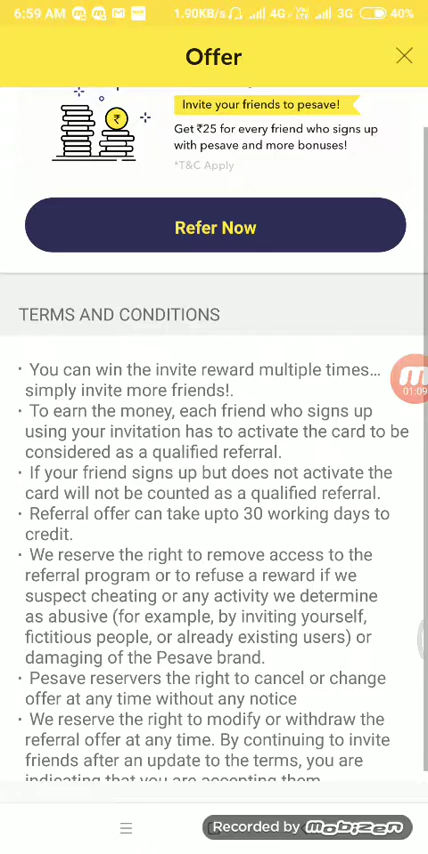 6:59 AM 1.90KB/s 4G 3G 40%
Offer
Invite your friends to pesave!
Get ₹25 for every friend who signs up
with pesave and more bonuses!
*T&C Apply
Refer Now
TERMS AND CONDITIONS
· You can win the invite reward multiple times...
simply invite more friends!.
· To earn the money, each friend who signs up
using your invitation has to activate the card to be
considered as a qualified referral.
· If your friend signs up but does not activate the
card will not be counted as a qualified referral.
· Referral offer can take upto 30 working days to
credit.
· We reserve the right to remove access to the
referral program or to refuse a reward if we
suspect cheating or any activity we determine
as abusive (for example, by inviting yourself,
fictitious people, or already existing users) or
damaging of the Pesave brand.
· Pesave reservers the right to cancel or change
offer at any time without any notice
· We reserve the right to modify or withdraw the
referral offer at any time. By continuing to invite
friends after an update to the terms, you are
indicating that you are accepting them
01:09
Recorded by mobizen